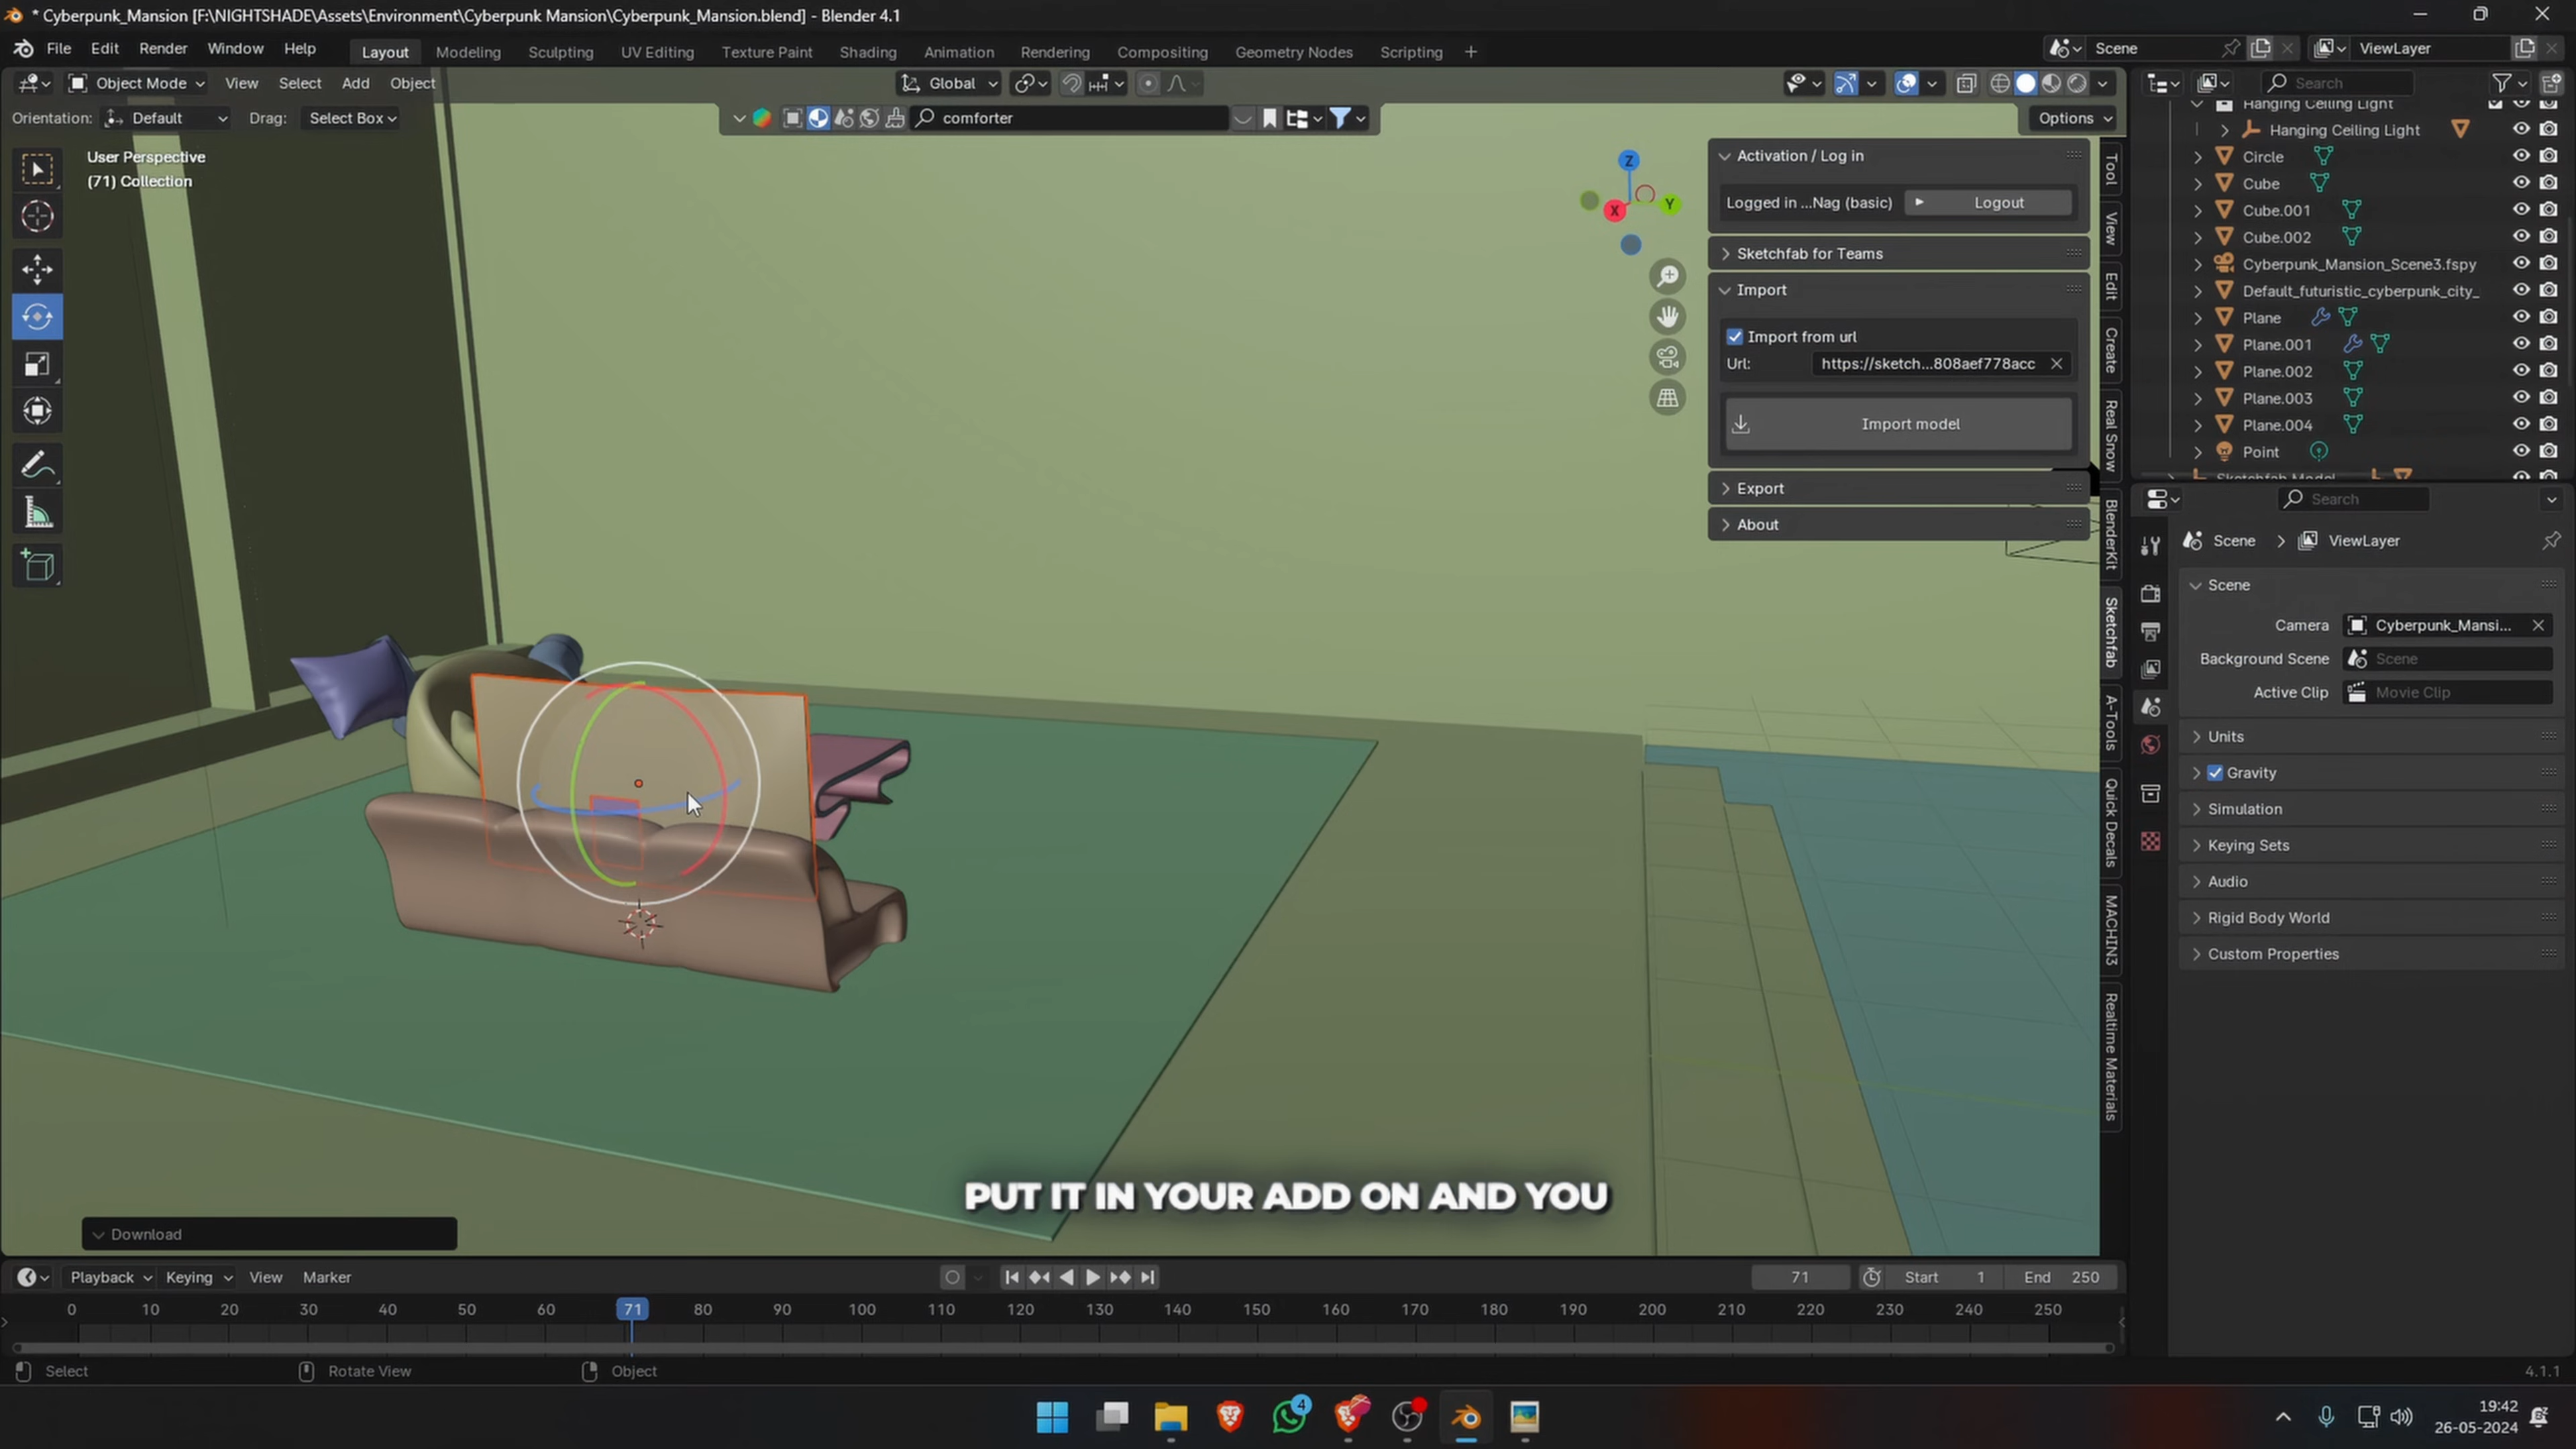 * Cyberpunk_Mansion [F:\NIGHTSHADE\Assets\Environment\Cyberpunk Mansion\Cyberpunk_Mansion.blend] - Blender 4.1
File Edit Render Window Help Layout Modeling Sculpting UV Editing Texture Paint Shading Animation Rendering Compositing Geometry Nodes Scripting + Scene ViewLayer
Object Mode View Select Add Object Global Search
Orientation: Default Drag: Select Box comforter Options
User Perspective
(71) Collection
Z
X
Y
Activation / Log in
Logged in ...Nag (basic) Logout
Sketchfab for Teams
Import
Import from url
Url: https://sketch...808aef778acc
Import model
Export
About
Tool
View
Edit
Create
Real Snow
BlenderKit
Sketchfab
A-Tools
Quick Decals
MACHIN3
Realtime Materials
Hanging Ceiling Light
Hanging Ceiling Light
Circle
Cube
Cube.001
Cube.002
Cyberpunk_Mansion_Scene3.fspy
Default_futuristic_cyberpunk_city_
Plane
Plane.001
Plane.002
Plane.003
Plane.004
Point
Sketchfab Model
Search
Scene > ViewLayer
Scene
Camera Cyberpunk_Mansi...
Background Scene Scene
Active Clip Movie Clip
Units
Gravity
Simulation
Keying Sets
Audio
Rigid Body World
Custom Properties
PUT IT IN YOUR ADD ON AND YOU
Download
Playback Keying View Marker 71 Start 1 End 250
0 10 20 30 40 50 60 71 80 90 100 110 120 130 140 150 160 170 180 190 200 210 220 230 240 250
Select Rotate View Object 4.1.1
4
19:42
26-05-2024